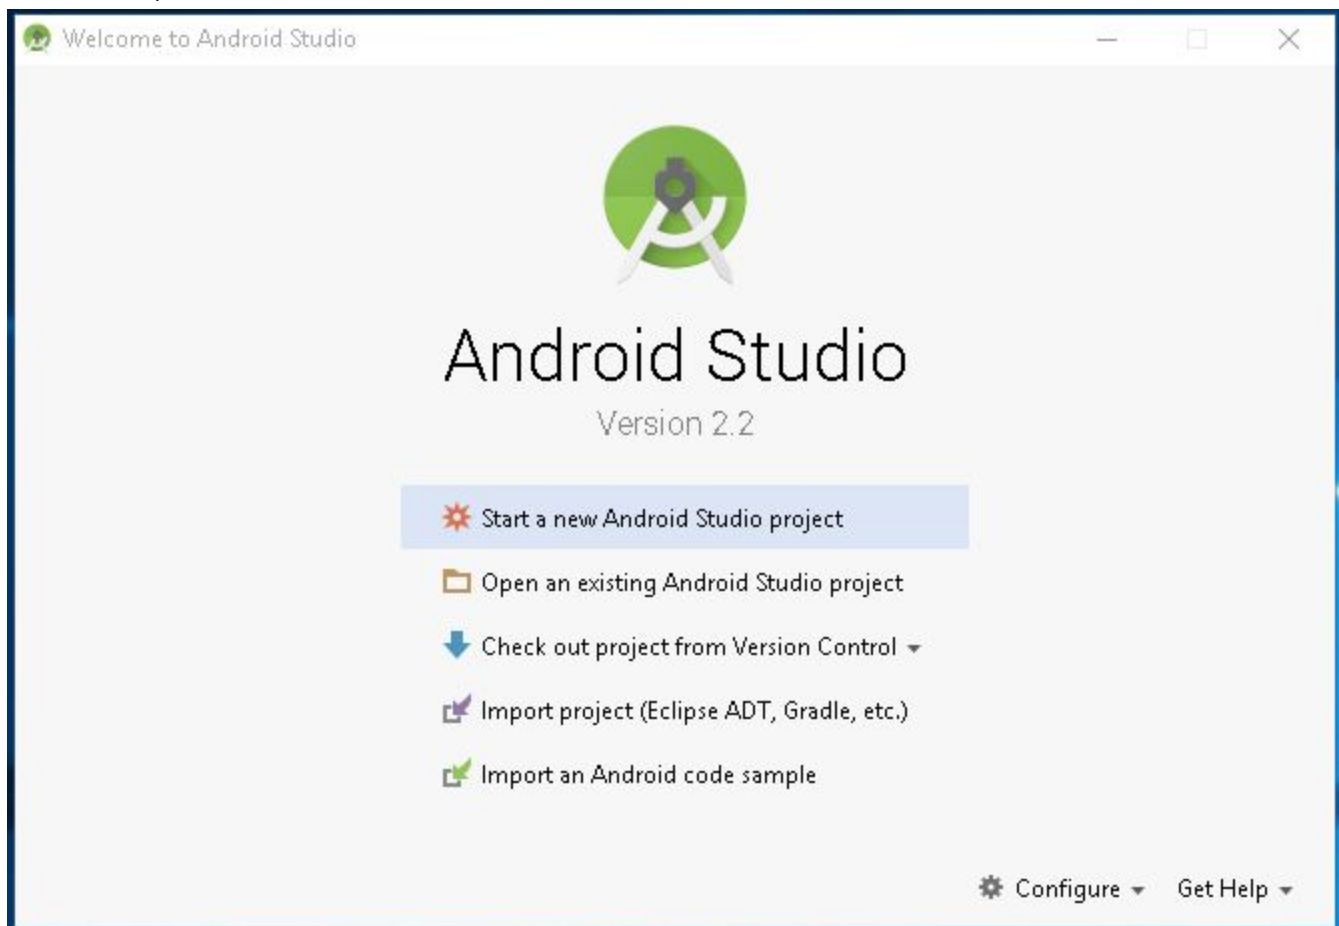 Welcome to Android Studio
Android Studio
Version 2.2
Start a new Android Studio project
Open an existing Android Studio project
Check out project from Version Control
Import project (Eclipse ADT, Gradle, etc.)
Import an Android code sample
Configure Get Help